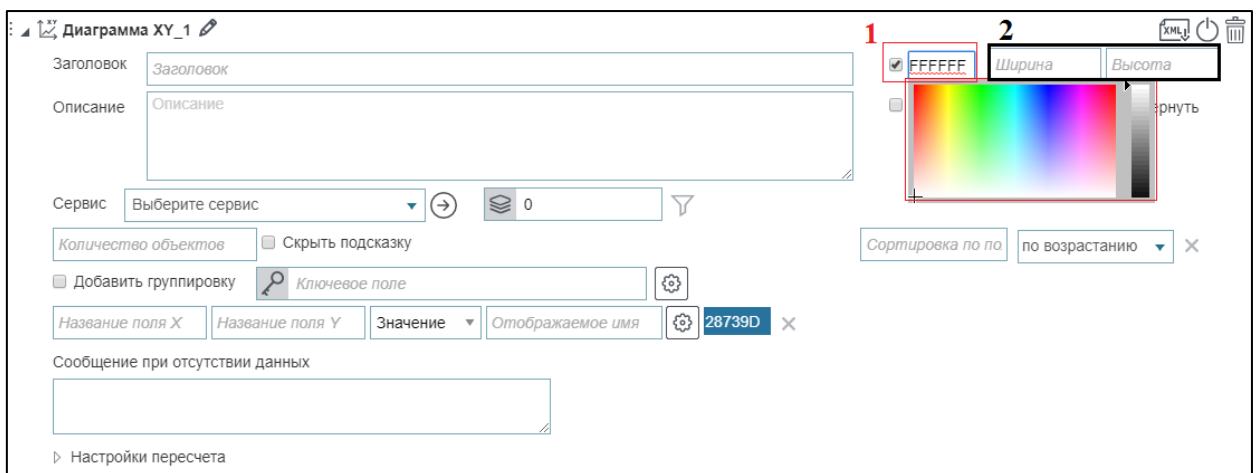 Диаграмма XY_1 1 2 XML
Заголовок Заголовок FFFFFF Ширина Высота
Описание Описание ернуть
Сервис Выберите сервис 0
Количество объектов Скрыть подсказку Сортировка по по по возрастанию
Добавить группировку Ключевое поле
Название поля X Название поля Y Значение Отображаемое имя 28739D
Сообщение при отсутствии данных
Настройки пересчета